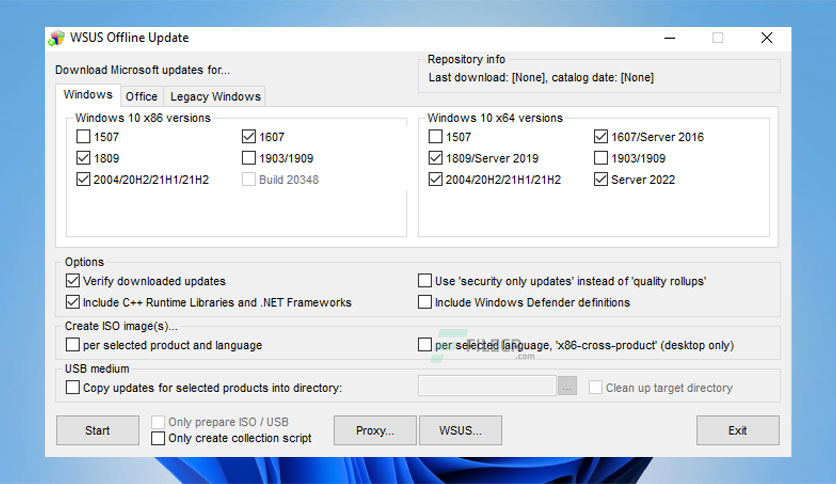 WSUS Offline Update
Download Microsoft updates for...
Repository info
Last download: [None], catalog date: [None]
Windows
Office
Legacy Windows
Windows 10 x86 versions
1507
1607
1809
1903/1909
2004/20H2/21H1/21H2
Build 20348
Windows 10 x64 versions
1507
1607/Server 2016
1809/Server 2019
1903/1909
2004/20H2/21H1/21H2
Server 2022
Options
Verify downloaded updates
Use 'security only updates' instead of 'quality rollups'
Include C++ Runtime Libraries and .NET Frameworks
Include Windows Defender definitions
Create ISO image(s)...
per selected product and language
per selected language, 'x86-cross-product' (desktop only)
FILECR
.com
USB medium
Copy updates for selected products into directory:
...
Clean up target directory
Start
Only prepare ISO / USB
Only create collection script
Proxy...
WSUS...
Exit